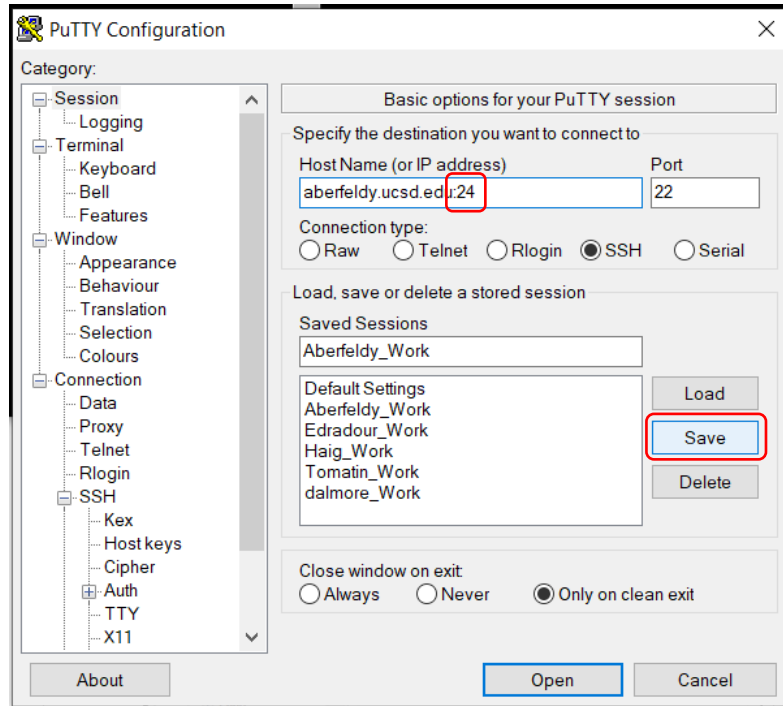 PuTTY Configuration
Category:
Session
Logging
Terminal
Keyboard
Bell
Features
Window
Appearance
Behaviour
Translation
Selection
Colours
Connection
Data
Proxy
Telnet
Rlogin
SSH
Kex
Host keys
Cipher
Auth
TTY
X11
Basic options for your PuTTY session
Specify the destination you want to connect to
Host Name (or IP address) Port
aberfeldy.ucsd.edu:24 22
Connection type:
Raw Telnet Rlogin SSH Serial
Load, save or delete a stored session
Saved Sessions
Aberfeldy_Work
Default Settings
Aberfeldy_Work
Edradour_Work
Haig_Work
Tomatin_Work
dalmore_Work
Load
Save
Delete
Close window on exit:
Always Never Only on clean exit
About Open Cancel